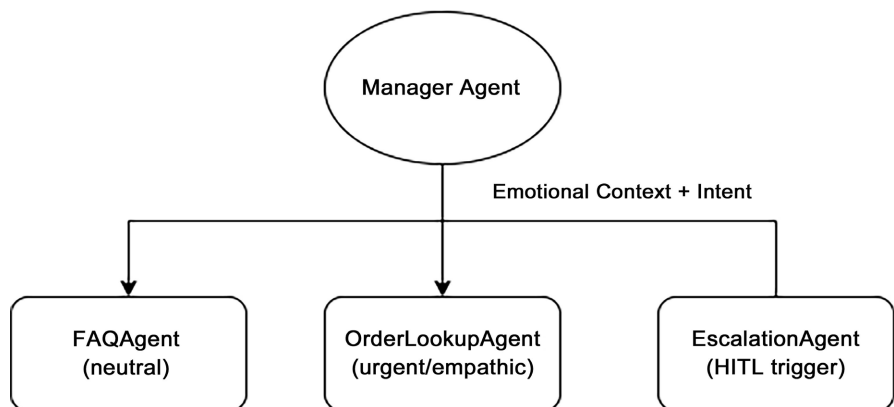 Manager Agent
Emotional Context + Intent
FAQAgent
(neutral)
OrderLookupAgent
(urgent/empathic)
EscalationAgent
(HITL trigger)